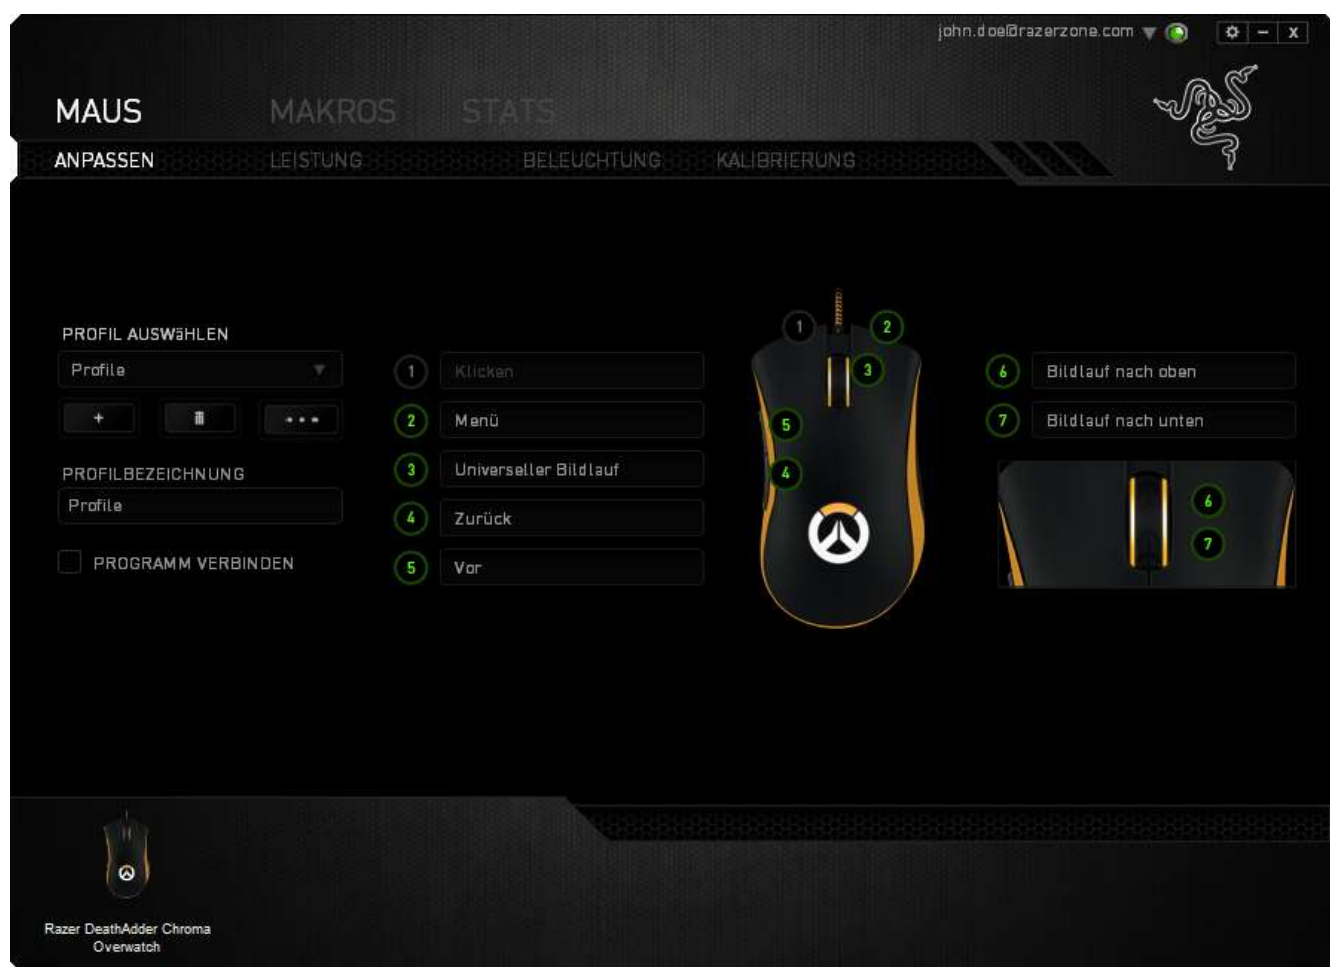 john.doe@razerzone.com
X
MAUS MAKROS STATS
ANPASSEN LEISTUNG BELEUCHTUNG KALIBRIERUNG
PROFIL AUSWäHLEN
Profile
+
PROFILBEZEICHNUNG
Profile
PROGRAMM VERBINDEN
1 Klicken
2 Menü
3 Universeller Bildlauf
4 Zurück
5 Vor
1
2
3
5
4
6 Bildlauf nach oben
7 Bildlauf nach unten
6
7
Razer DeathAdder Chroma
Overwatch